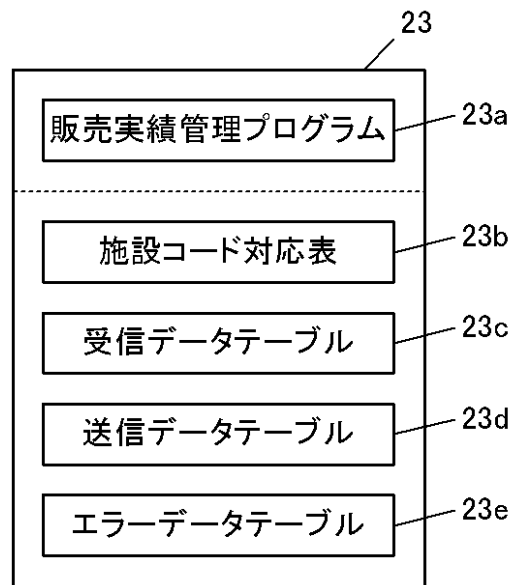 23
販売実績管理プログラム 23a
施設コード対応表 23b
受信データテーブル 23c
送信データテーブル 23d
エラーデータテーブル 23e